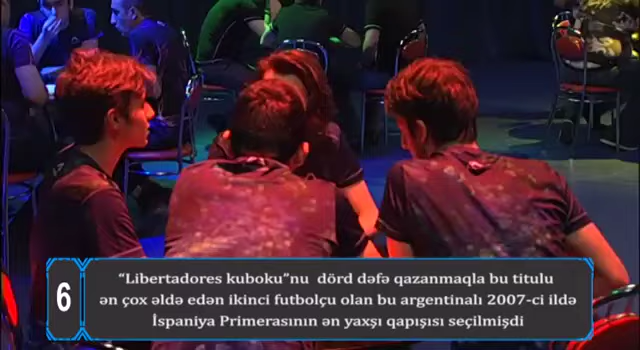 6
“Libertadores kuboku”nu dörd dəfə qazanmaqla bu titulu
ən çox əldə edən ikinci futbolçu olan bu argentinalı 2007-ci ildə
İspaniya Primerasının ən yaxşı qapışısı seçilmişdi